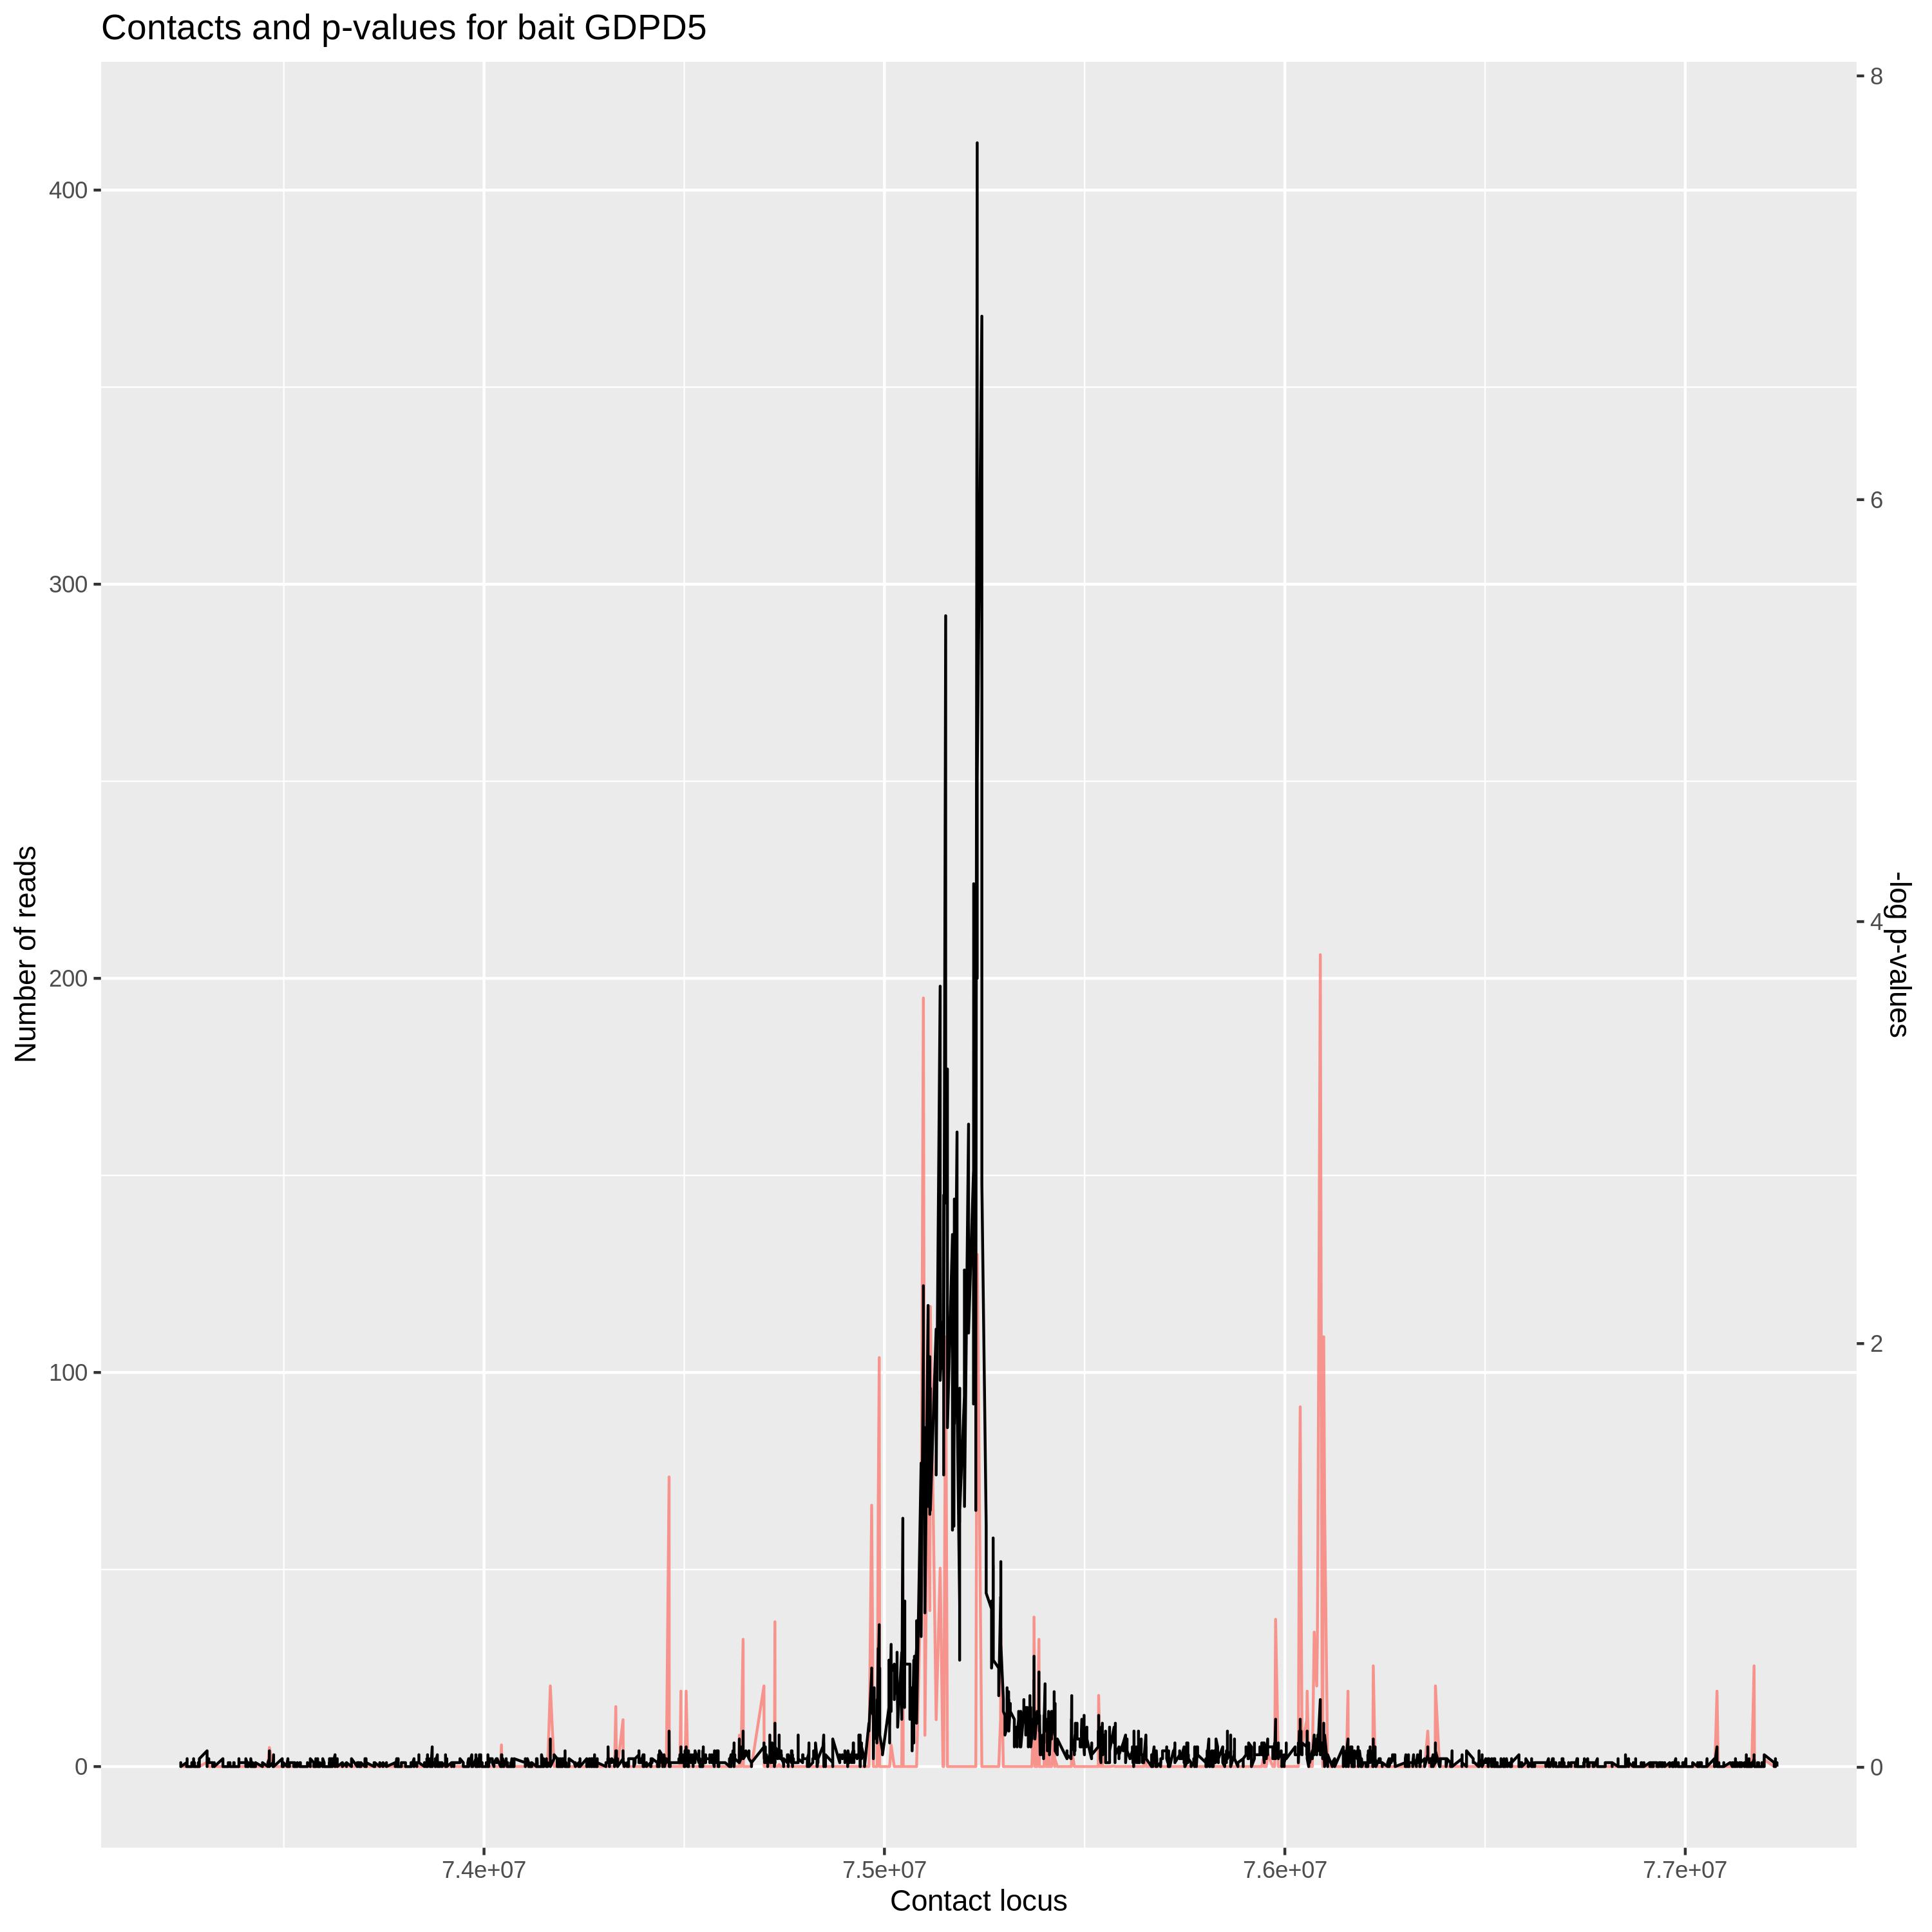 Contacts and p-values for bait GDPD5
400
300
200
100
0
Number of reads
8
6
4
2
0
-log p-values
7.4e+07
7.5e+07
7.6e+07
7.7e+07
Contact locus